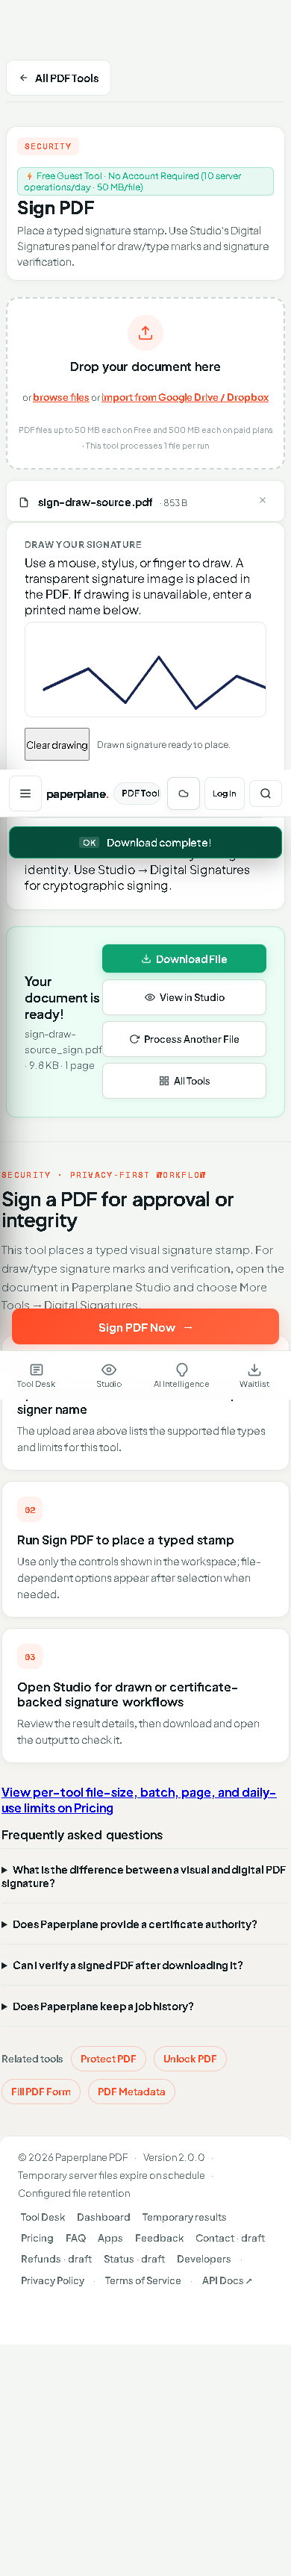 ← All PDF Tools
SECURITY
Free Guest Tool · No Account Required (10 server
operations/day · 50 MB/file)
Sign PDF
Place a typed signature stamp. Use Studio's Digital
Signatures panel for draw/type marks and signature
verification.
Drop your document here
or browse files or import from Google Drive / Dropbox
PDF files up to 50 MB each on Free and 500 MB each on paid plans
· This tool processes 1 file per run
sign-draw-source.pdf · 853 B ×
DRAW YOUR SIGNATURE
Use a mouse, stylus, or finger to draw. A
transparent signature image is placed in
the PDF. If drawing is unavailable, enter a
printed name below.
Clear drawing Drawn signature ready to place.
paperplane. PDF Tool Log In
OK Download complete!
identity. Use Studio → Digital Signatures
for cryptographic signing.
Your
document is
ready!
sign-draw-
source_sign.pdf
· 9.8 KB · 1 page
Download File
View in Studio
Process Another File
All Tools
SECURITY · PRIVACY-FIRST WORKFLOW
Sign a PDF for approval or
integrity
This tool places a typed visual signature stamp. For
draw/type signature marks and verification, open the
document in Paperplane Studio and choose More
Tools → Digital Signatures.
Sign PDF Now →
Tool Desk Studio AI Intelligence Waitlist
signer name
The upload area above lists the supported file types
and limits for this tool.
02
Run Sign PDF to place a typed stamp
Use only the controls shown in the workspace; file-
dependent options appear after selection when
needed.
03
Open Studio for drawn or certificate-
backed signature workflows
Review the result details, then download and open
the output to check it.
View per-tool file-size, batch, page, and daily-
use limits on Pricing
Frequently asked questions
▶ What is the difference between a visual and digital PDF
signature?
▶ Does Paperplane provide a certificate authority?
▶ Can I verify a signed PDF after downloading it?
▶ Does Paperplane keep a job history?
Related tools Protect PDF Unlock PDF
Fill PDF Form PDF Metadata
© 2026 Paperplane PDF · Version 2.0.0 ·
Temporary server files expire on schedule ·
Configured file retention
Tool Desk Dashboard Temporary results
Pricing FAQ Apps Feedback Contact · draft
Refunds · draft Status · draft Developers ·
Privacy Policy · Terms of Service · API Docs ↗